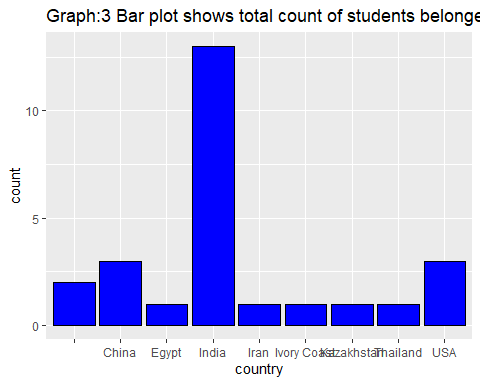 Graph:3 Bar plot shows total count of students belonge
10
5
0
count
China Egypt India Iran Ivory Coast Kazakhstan Thailand USA
country